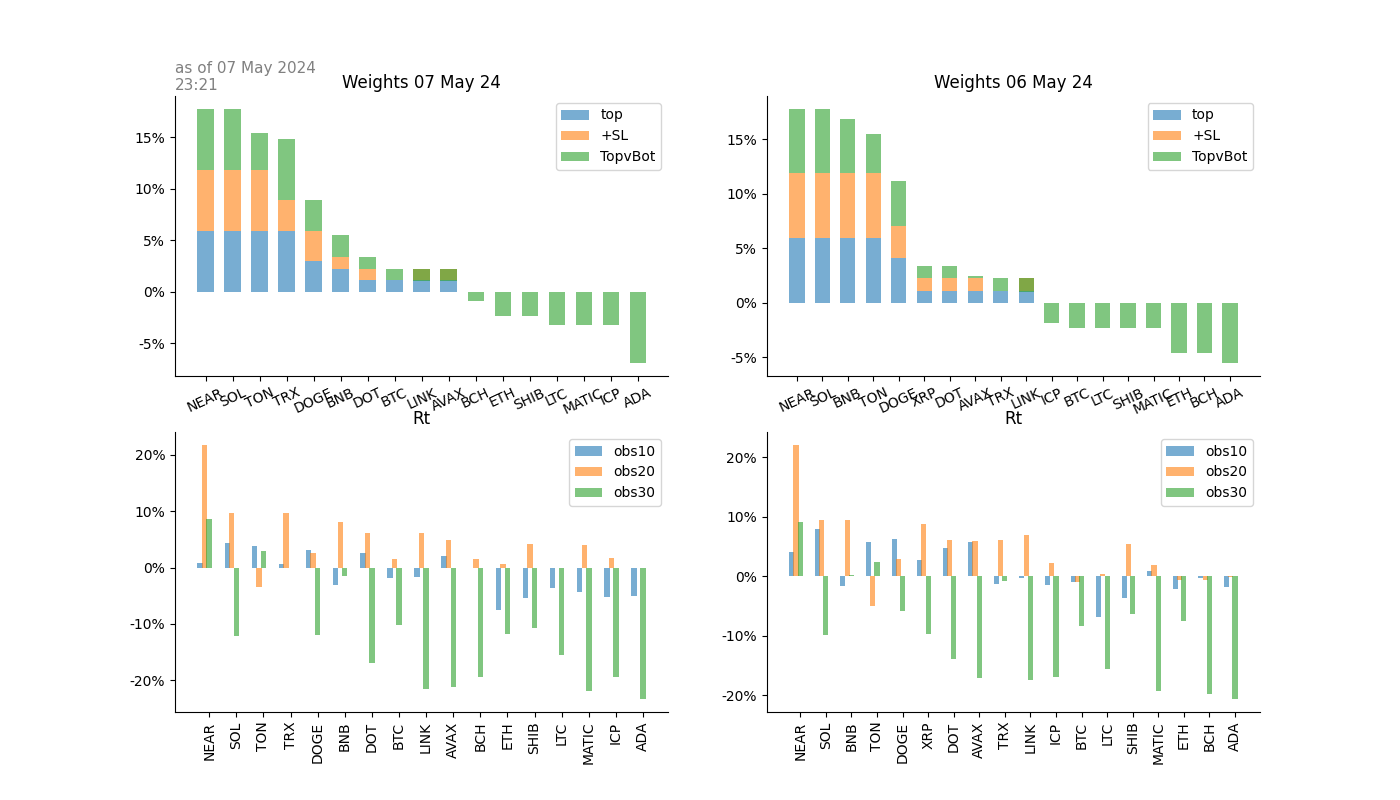 as of 07 May 2024
23:21
Weights 07 May 24
15%
10%
5%
0%
-5%
top
+SL
TopvBot
NEAR SOL TON TRX DOGE BNB DOT BTC LINK AVAX BCH ETH SHIB LTC MATIC ICP ADA
Weights 06 May 24
15%
10%
5%
0%
-5%
top
+SL
TopvBot
NEAR SOL BNB TON DOGE XRP DOT AVAX TRX LINK ICP BTC LTC SHIB MATIC ETH BCH ADA
Rt
20%
10%
0%
-10%
-20%
obs10
obs20
obs30
NEAR SOL TON TRX DOGE BNB DOT BTC LINK AVAX BCH ETH SHIB LTC MATIC ICP ADA
Rt
20%
10%
0%
-10%
-20%
obs10
obs20
obs30
NEAR SOL BNB TON DOGE XRP DOT AVAX TRX LINK ICP BTC LTC SHIB MATIC ETH BCH ADA